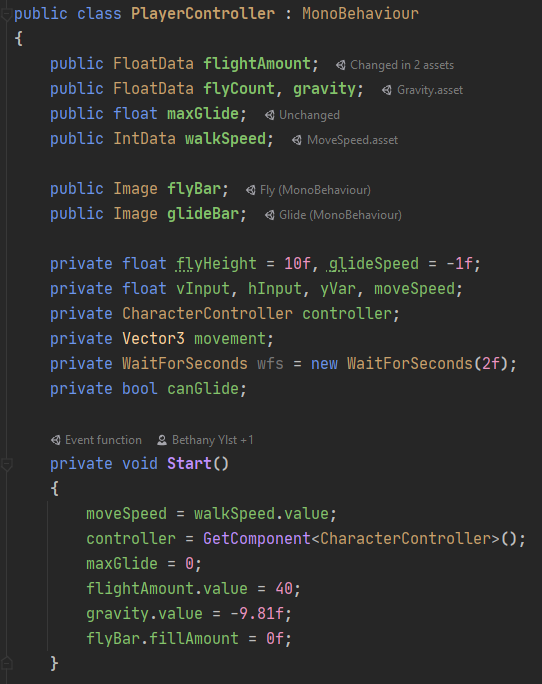 public class PlayerController : MonoBehaviour
{
    public FloatData flightAmount; Changed in 2 assets
    public FloatData flyCount, gravity; Gravity.asset
    public float maxGlide; Unchanged
    public IntData walkSpeed; MoveSpeed.asset

    public Image flyBar; Fly (MonoBehaviour)
    public Image glideBar; Glide (MonoBehaviour)

    private float flyHeight = 10f, glideSpeed = -1f;
    private float vInput, hInput, yVar, moveSpeed;
    private CharacterController controller;
    private Vector3 movement;
    private WaitForSeconds wfs = new WaitForSeconds(2f);
    private bool canGlide;

    Event function Bethany Ylst +1
    private void Start()
    {
        moveSpeed = walkSpeed.value;
        controller = GetComponent<CharacterController>();
        maxGlide = 0;
        flightAmount.value = 40;
        gravity.value = -9.81f;
        flyBar.fillAmount = 0f;
    }